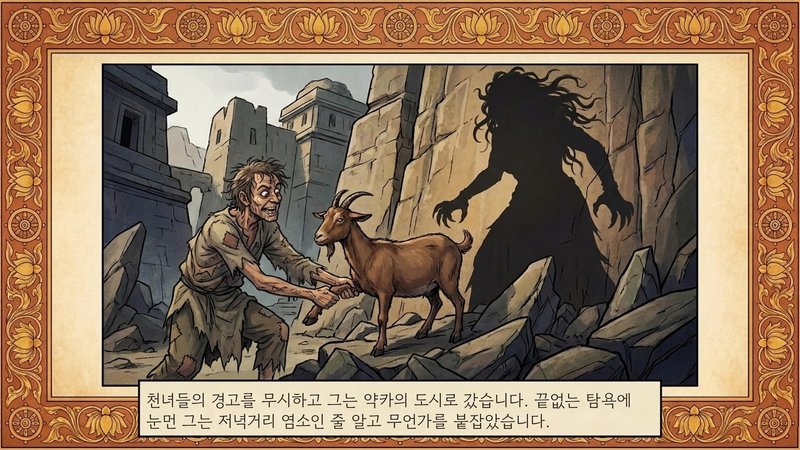 천녀들의 경고를 무시하고 그는 약카의 도시로 갔습니다. 끝없는 탐욕에
눈먼 그는 저녁거리 염소인 줄 알고 무언가를 붙잡았습니다.